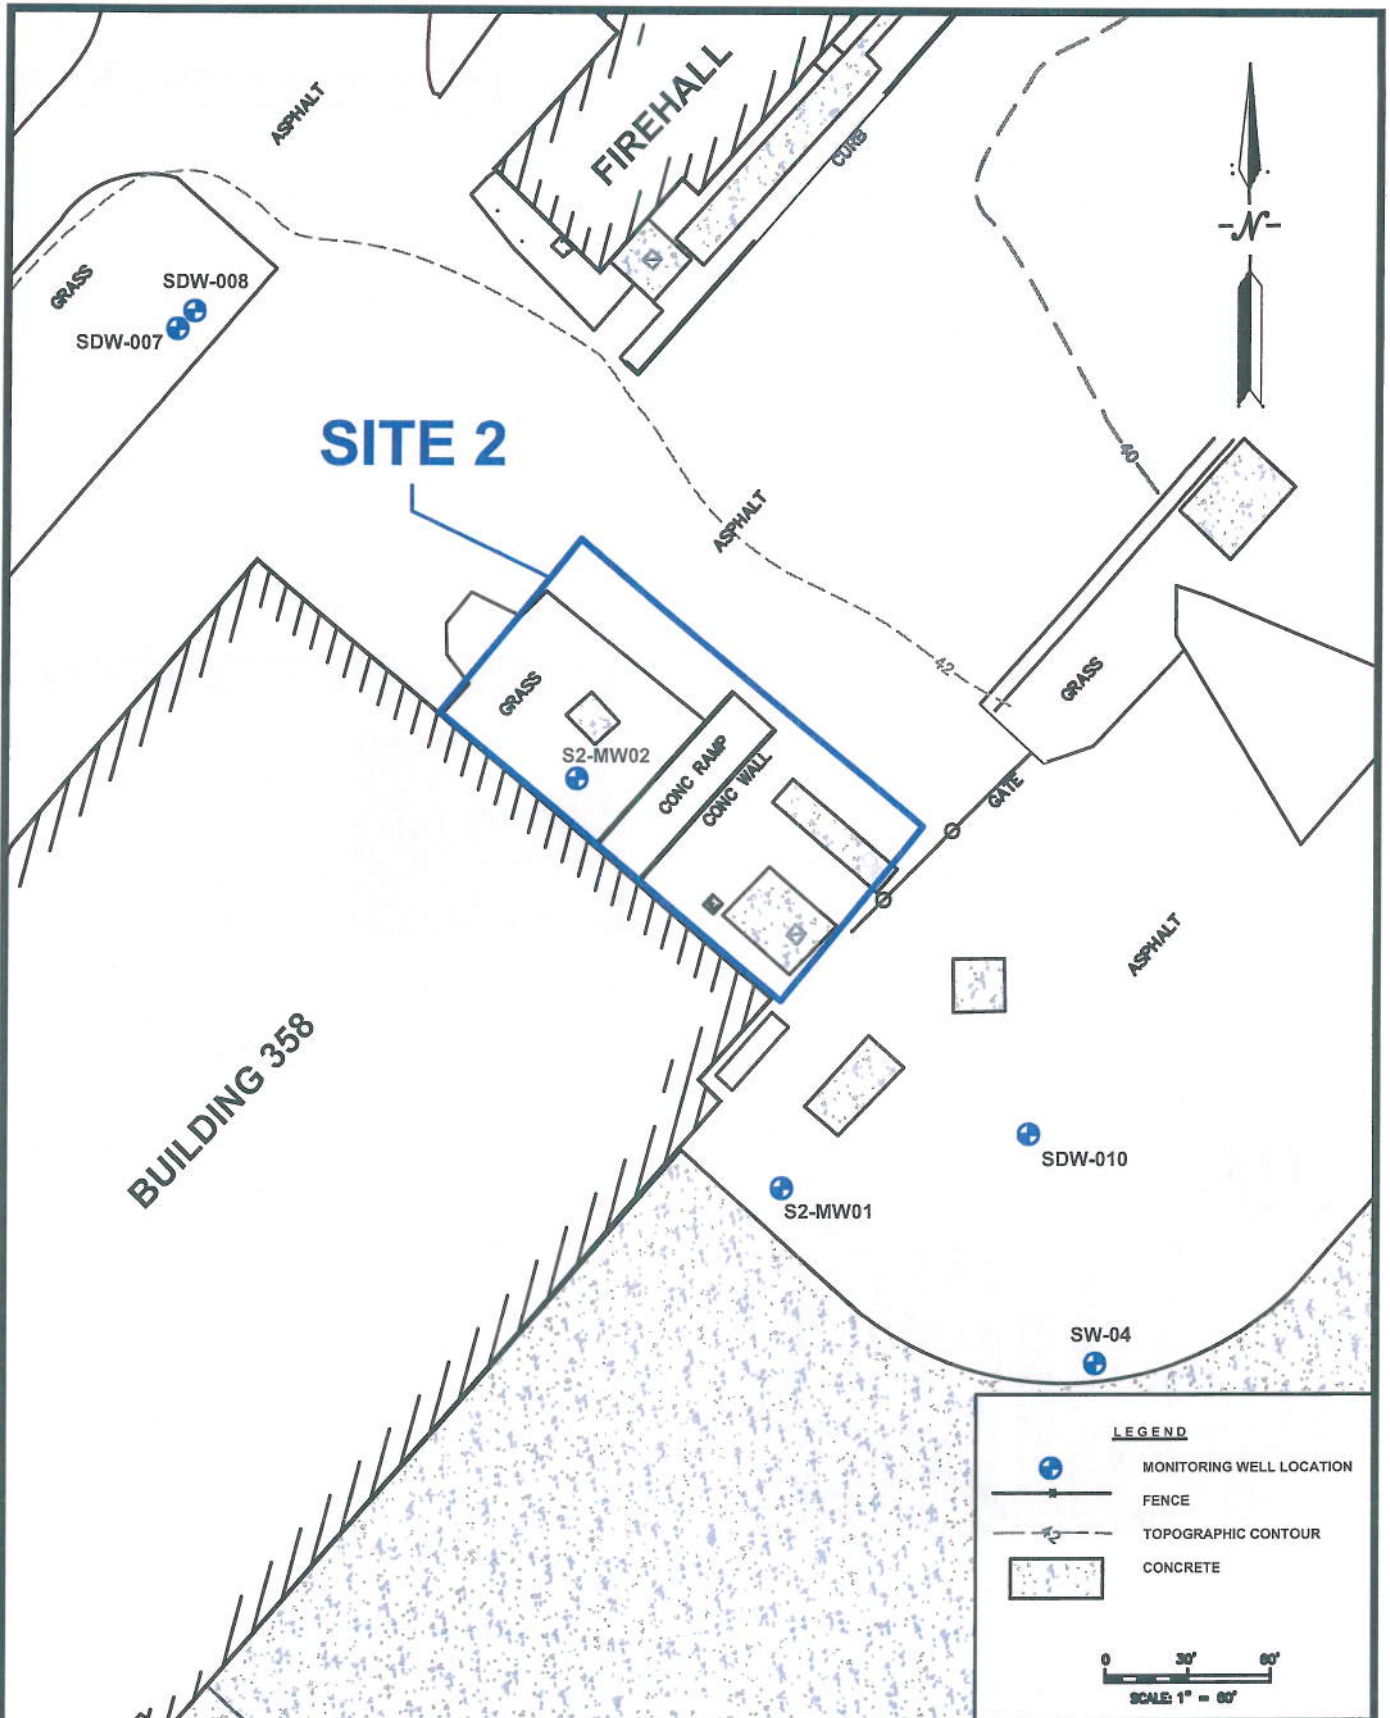 FIREHALL
ASPHALT
CURB
-N-
GRASS
SDW-008
SDW-007
SITE 2
40
ASPHALT
42
GRASS
GRASS
S2-MW02
CONC RAMP
CONC WALL
GATE
ASPHALT
BUILDING 358
SDW-010
S2-MW01
SW-04
LEGEND
MONITORING WELL LOCATION
FENCE
42
TOPOGRAPHIC CONTOUR
CONCRETE
0 30' 60'
SCALE: 1" = 60'